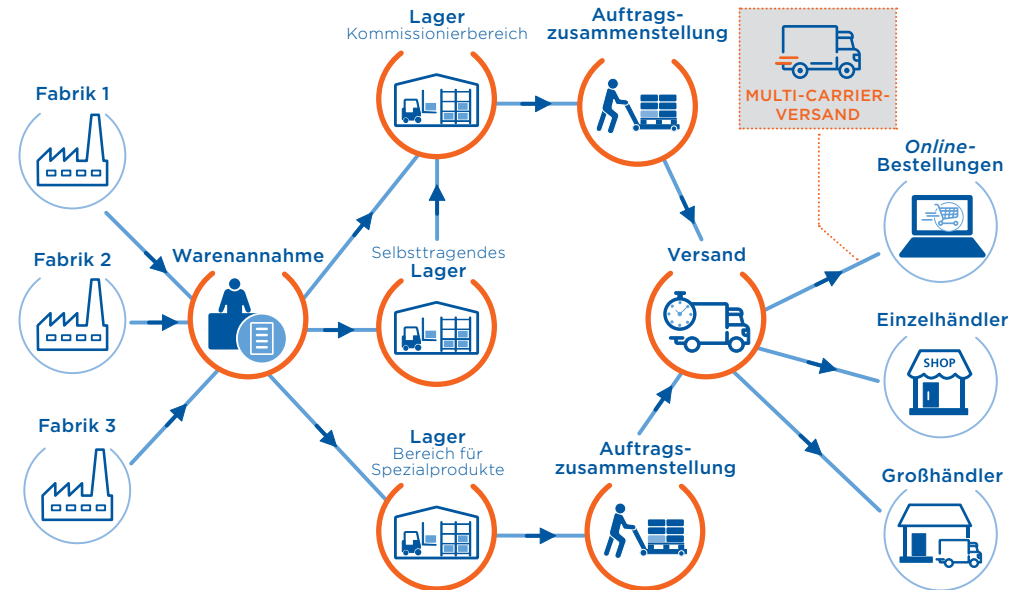 Fabrik 1
Fabrik 2
Fabrik 3
Warenannahme
Lager
Kommissionierbereich
Selbsttragendes
Lager
Lager
Bereich für
Spezialprodukte
Auftrags-
zusammenstellung
Auftrags-
zusammenstellung
Versand
MULTI-CARRIER-
VERSAND
Online-
Bestellungen
Einzelhändler
SHOP
Großhändler